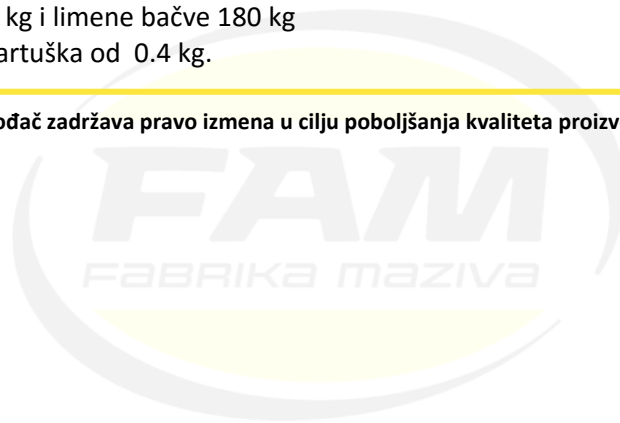 kg i limene bačve 180 kg
artuška od 0.4 kg.
ođač zadržava pravo izmena u cilju poboljšanja kvaliteta proizv
FAM
FABRIKA MAZIVA